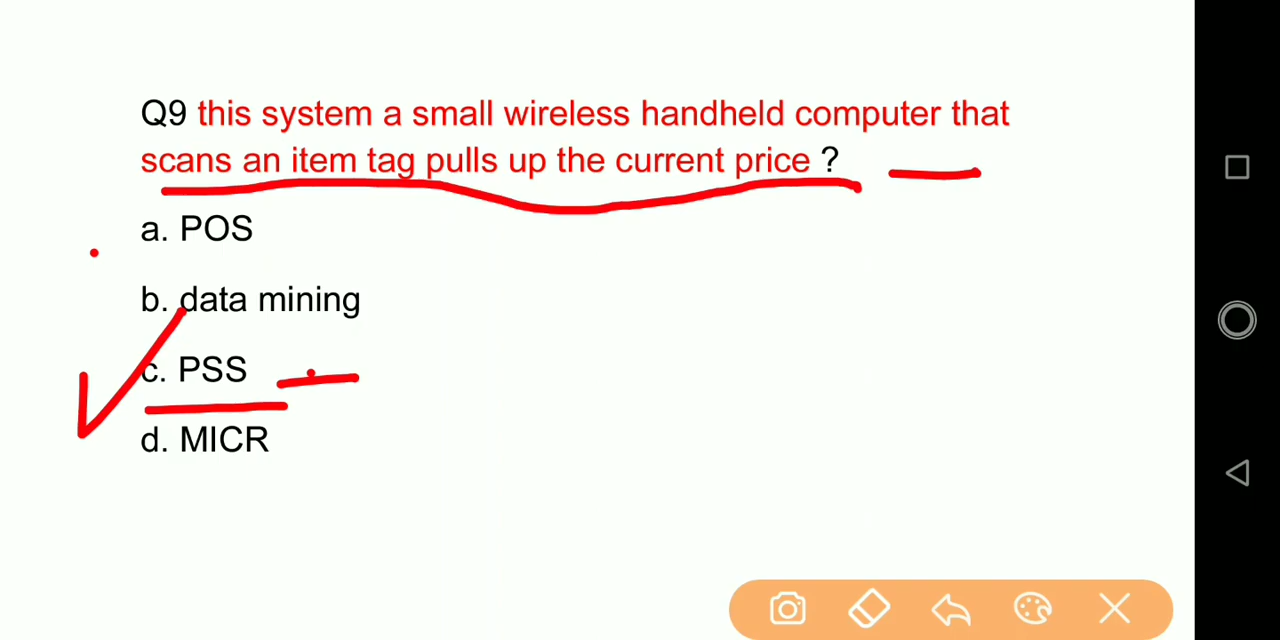 Q9 this system a small wireless handheld computer that
scans an item tag pulls up the current price ?
a. POS
b. data mining
c. PSS
d. MICR